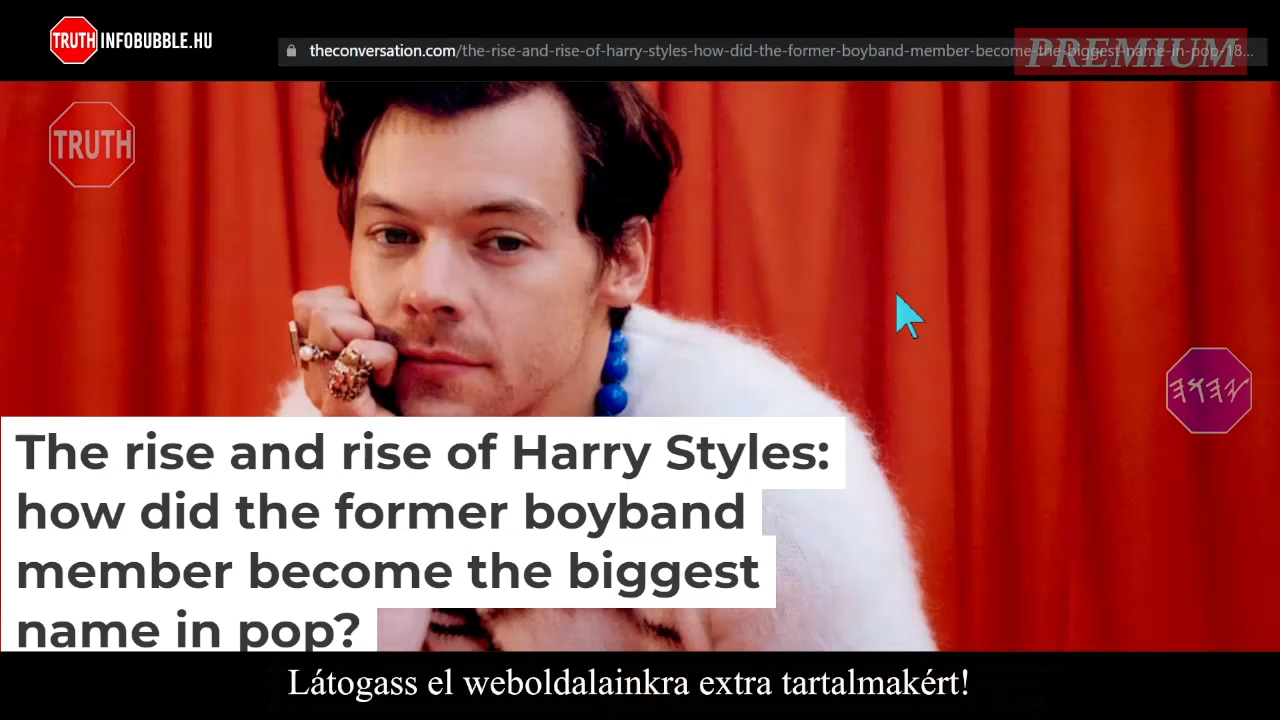 TRUTH INFOBUBBLE.HU
theconversation.com/the-rise-and-rise-of-harry-styles-how-did-the-former-boyband-member-become-the-biggest-name-in-pop-18...
PREMIUM
TRUTH
𐤉𐤄𐤅𐤄
The rise and rise of Harry Styles:
how did the former boyband
member become the biggest
name in pop?
Látogass el weboldalainkra extra tartalmakért!